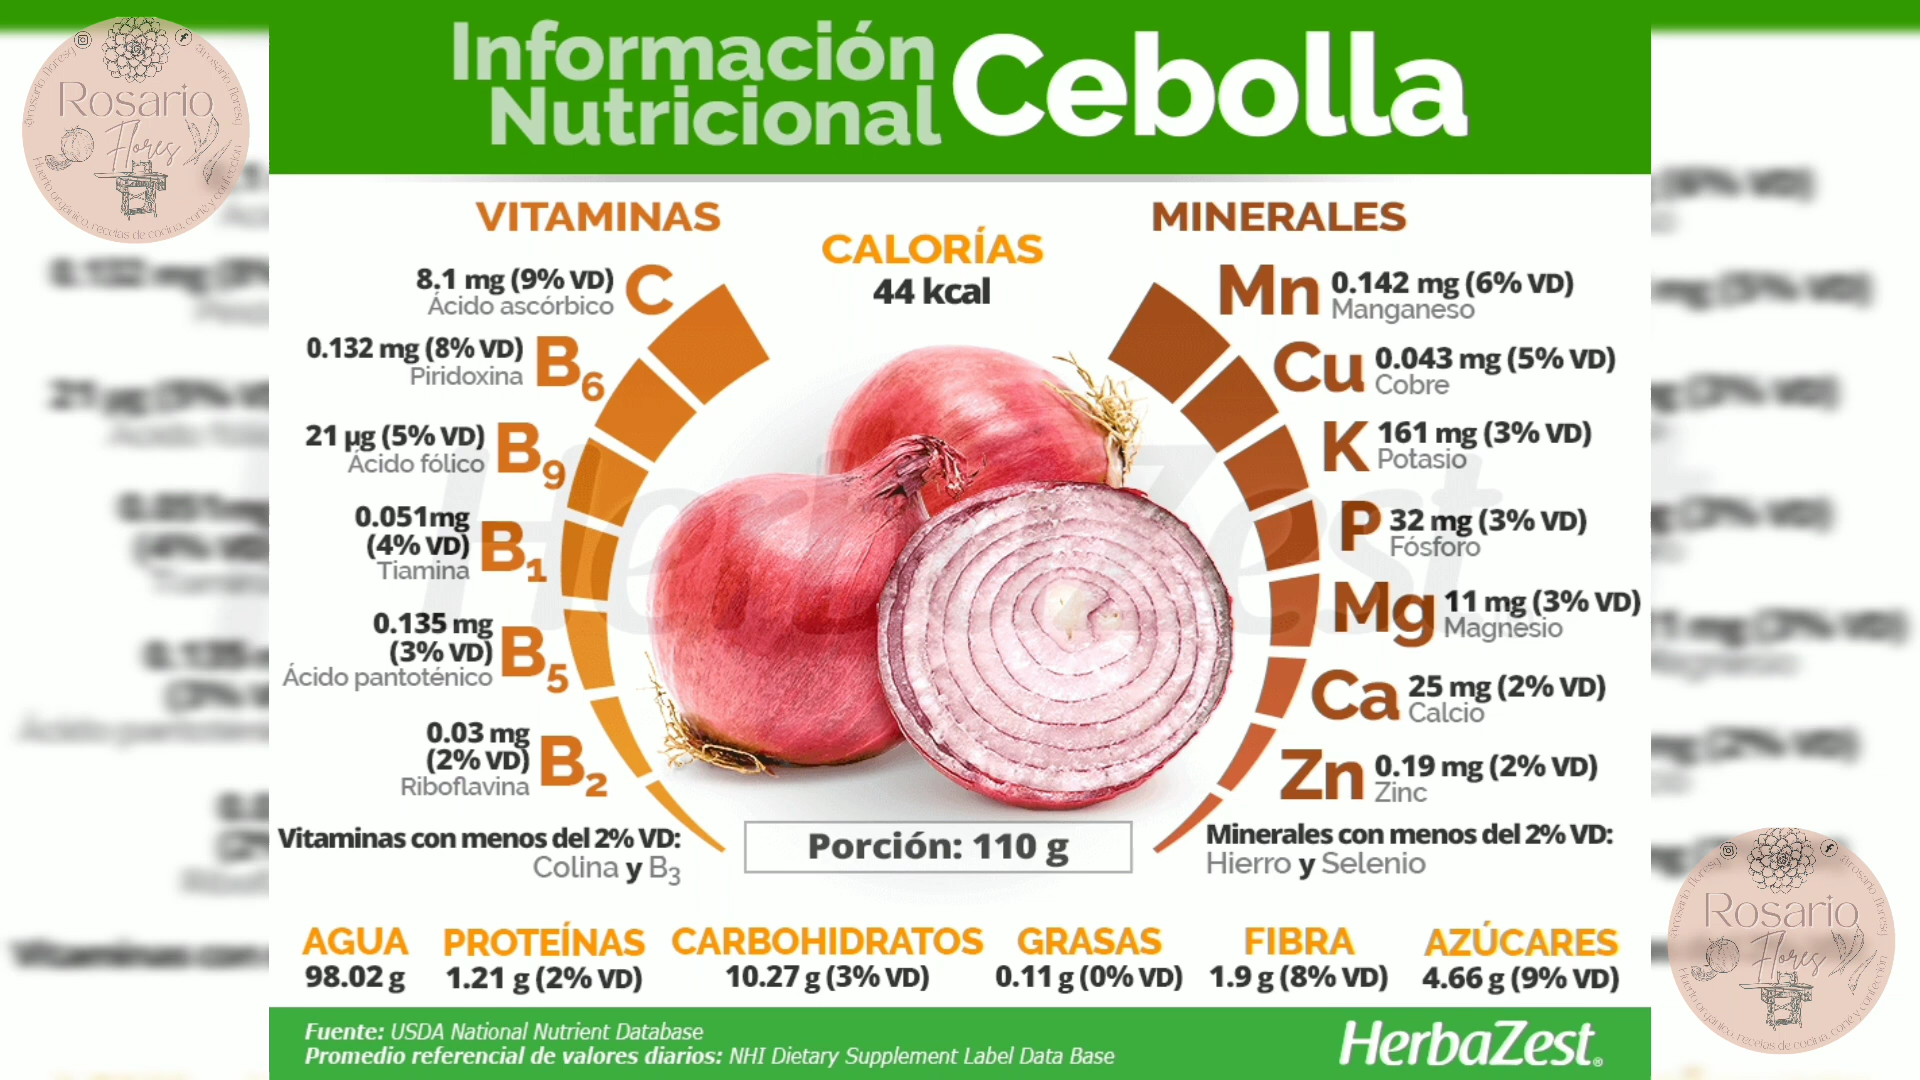 Información
Nutricional
Cebolla
VITAMINAS
8.1 mg (9% VD)
Ácido ascórbico
C
0.132 mg (8% VD)
Piridoxina
B6
21 µg (5% VD)
Ácido fólico
B9
0.051mg
(4% VD)
Tiamina
B1
0.135 mg
(3% VD)
Ácido pantoténico
B5
0.03 mg
(2% VD)
Riboflavina
B2
Vitaminas con menos del 2% VD:
Colina y B3
CALORÍAS
44 kcal
Porción: 110 g
MINERALES
Mn
0.142 mg (6% VD)
Manganeso
Cu
0.043 mg (5% VD)
Cobre
K
161 mg (3% VD)
Potasio
P
32 mg (3% VD)
Fósforo
Mg
11 mg (3% VD)
Magnesio
Ca
25 mg (2% VD)
Calcio
Zn
0.19 mg (2% VD)
Zinc
Minerales con menos del 2% VD:
Hierro y Selenio
AGUA
98.02 g
PROTEÍNAS
1.21 g (2% VD)
CARBOHIDRATOS
10.27 g (3% VD)
GRASAS
0.11 g (0% VD)
FIBRA
1.9 g (8% VD)
AZÚCARES
4.66 g (9% VD)
Fuente: USDA National Nutrient Database
Promedio referencial de valores diarios: NHI Dietary Supplement Label Data Base
HerbaZest®
HerbaZest
Rosario
Flores
Huerto orgánico, recetas de cocina, corte y confección
Rosario
Flores